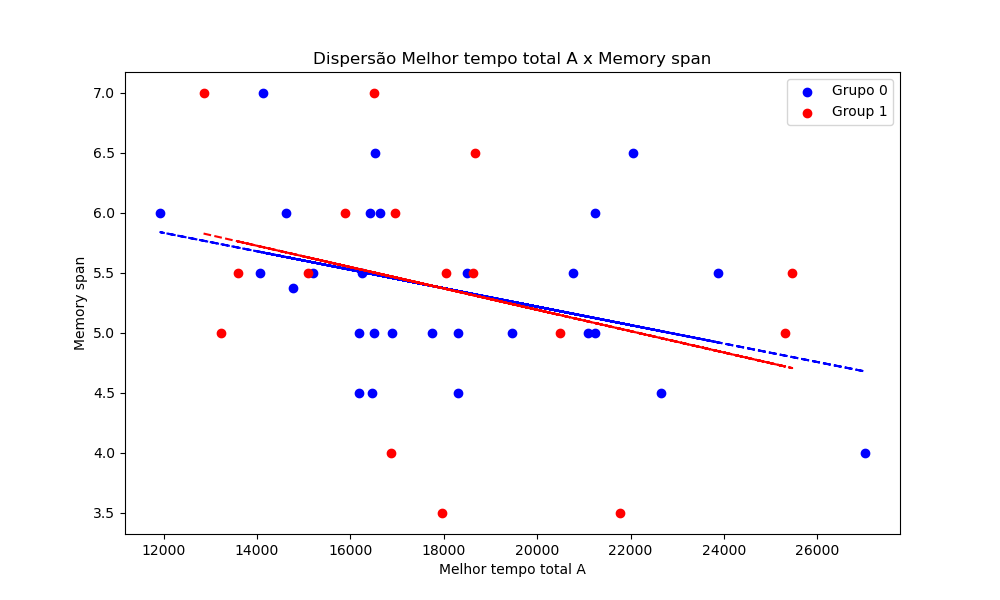 Dispersão Melhor tempo total A x Memory span
Grupo 0
Group 1
7.0
6.5
6.0
5.5
5.0
4.5
4.0
3.5
Memory span
12000 14000 16000 18000 20000 22000 24000 26000
Melhor tempo total A